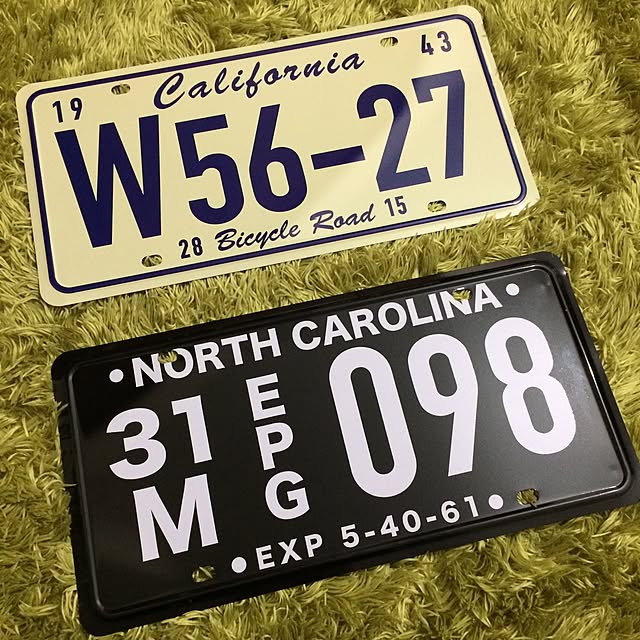 California
19 43
W56-27
28 Bicycle Road 15
• NORTH CAROLINA •
31
M
E
P
G
098
• EXP 5-40-61 •